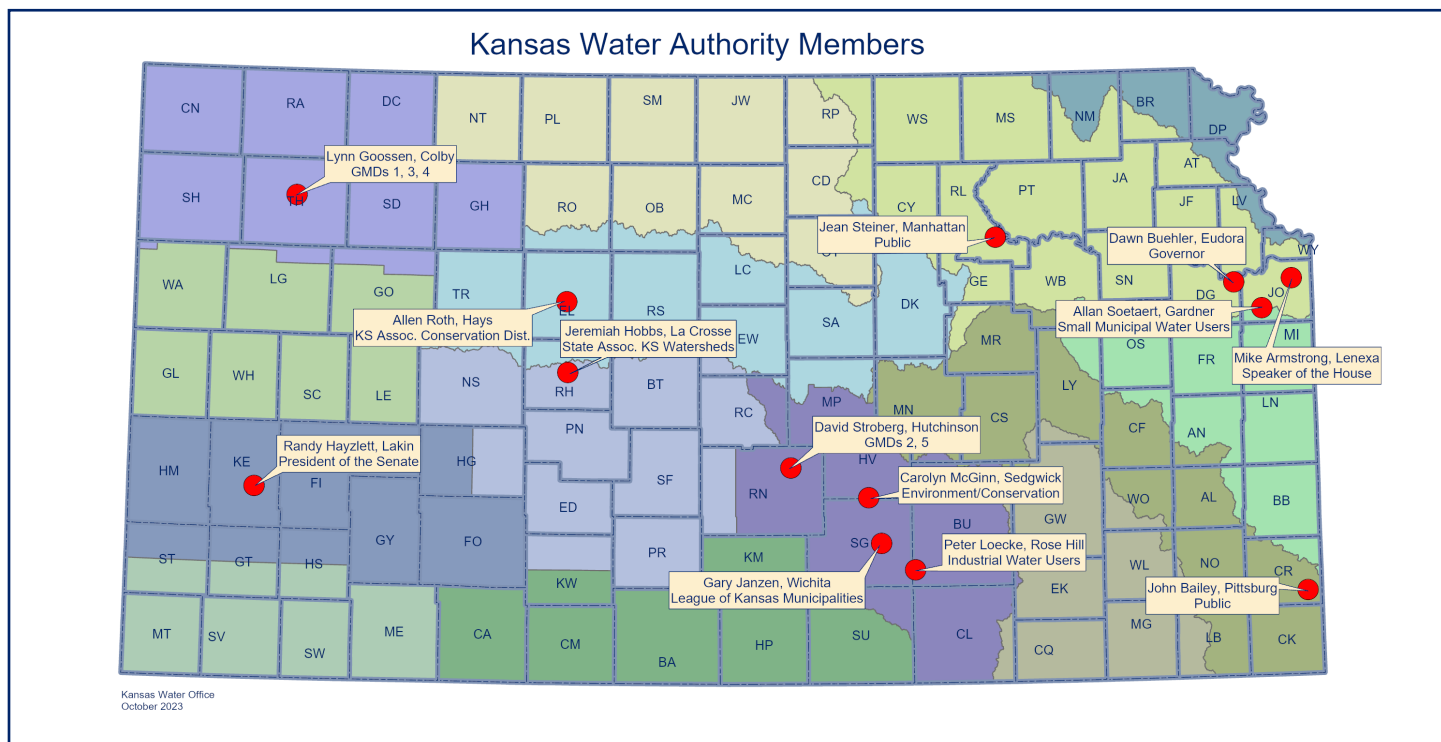 Kansas Water Authority Members
CN
RA
DC
NT
PL
SM
JW
RP
WS
MS
NM
BR
DP
Lynn Goossen, Colby
GMDs 1, 3, 4
SH
TH
SD
GH
RO
OB
MC
CD
CY
RL
PT
JA
AT
JF
LV
WY
Jean Steiner, Manhattan
Public
Dawn Buehler, Eudora
Governor
WA
LG
GO
TR
EL
RS
LC
SA
DK
GE
WB
SN
DG
JO
Allen Roth, Hays
KS Assoc. Conservation Dist.
Jeremiah Hobbs, La Crosse
State Assoc. KS Watersheds
Allan Soetaert, Gardner
Small Municipal Water Users
Mike Armstrong, Lenexa
Speaker of the House
EW
MR
OS
FR
MI
GL
WH
SC
LE
NS
RH
BT
RC
MP
MN
CS
LY
CF
AN
LN
Randy Hayzlett, Lakin
President of the Senate
David Stroberg, Hutchinson
GMDs 2, 5
HM
KE
FI
HG
PN
ED
SF
RN
HV
Carolyn McGinn, Sedgwick
Environment/Conservation
BU
GW
WO
AL
BB
ST
GT
HS
GY
FO
PR
KM
SG
Peter Loecke, Rose Hill
Industrial Water Users
Gary Janzen, Wichita
League of Kansas Municipalities
KW
EK
WL
NO
CR
John Bailey, Pittsburg
Public
MT
SV
SW
ME
CA
CM
BA
HP
SU
CL
CQ
MG
LB
CK
Kansas Water Office
October 2023